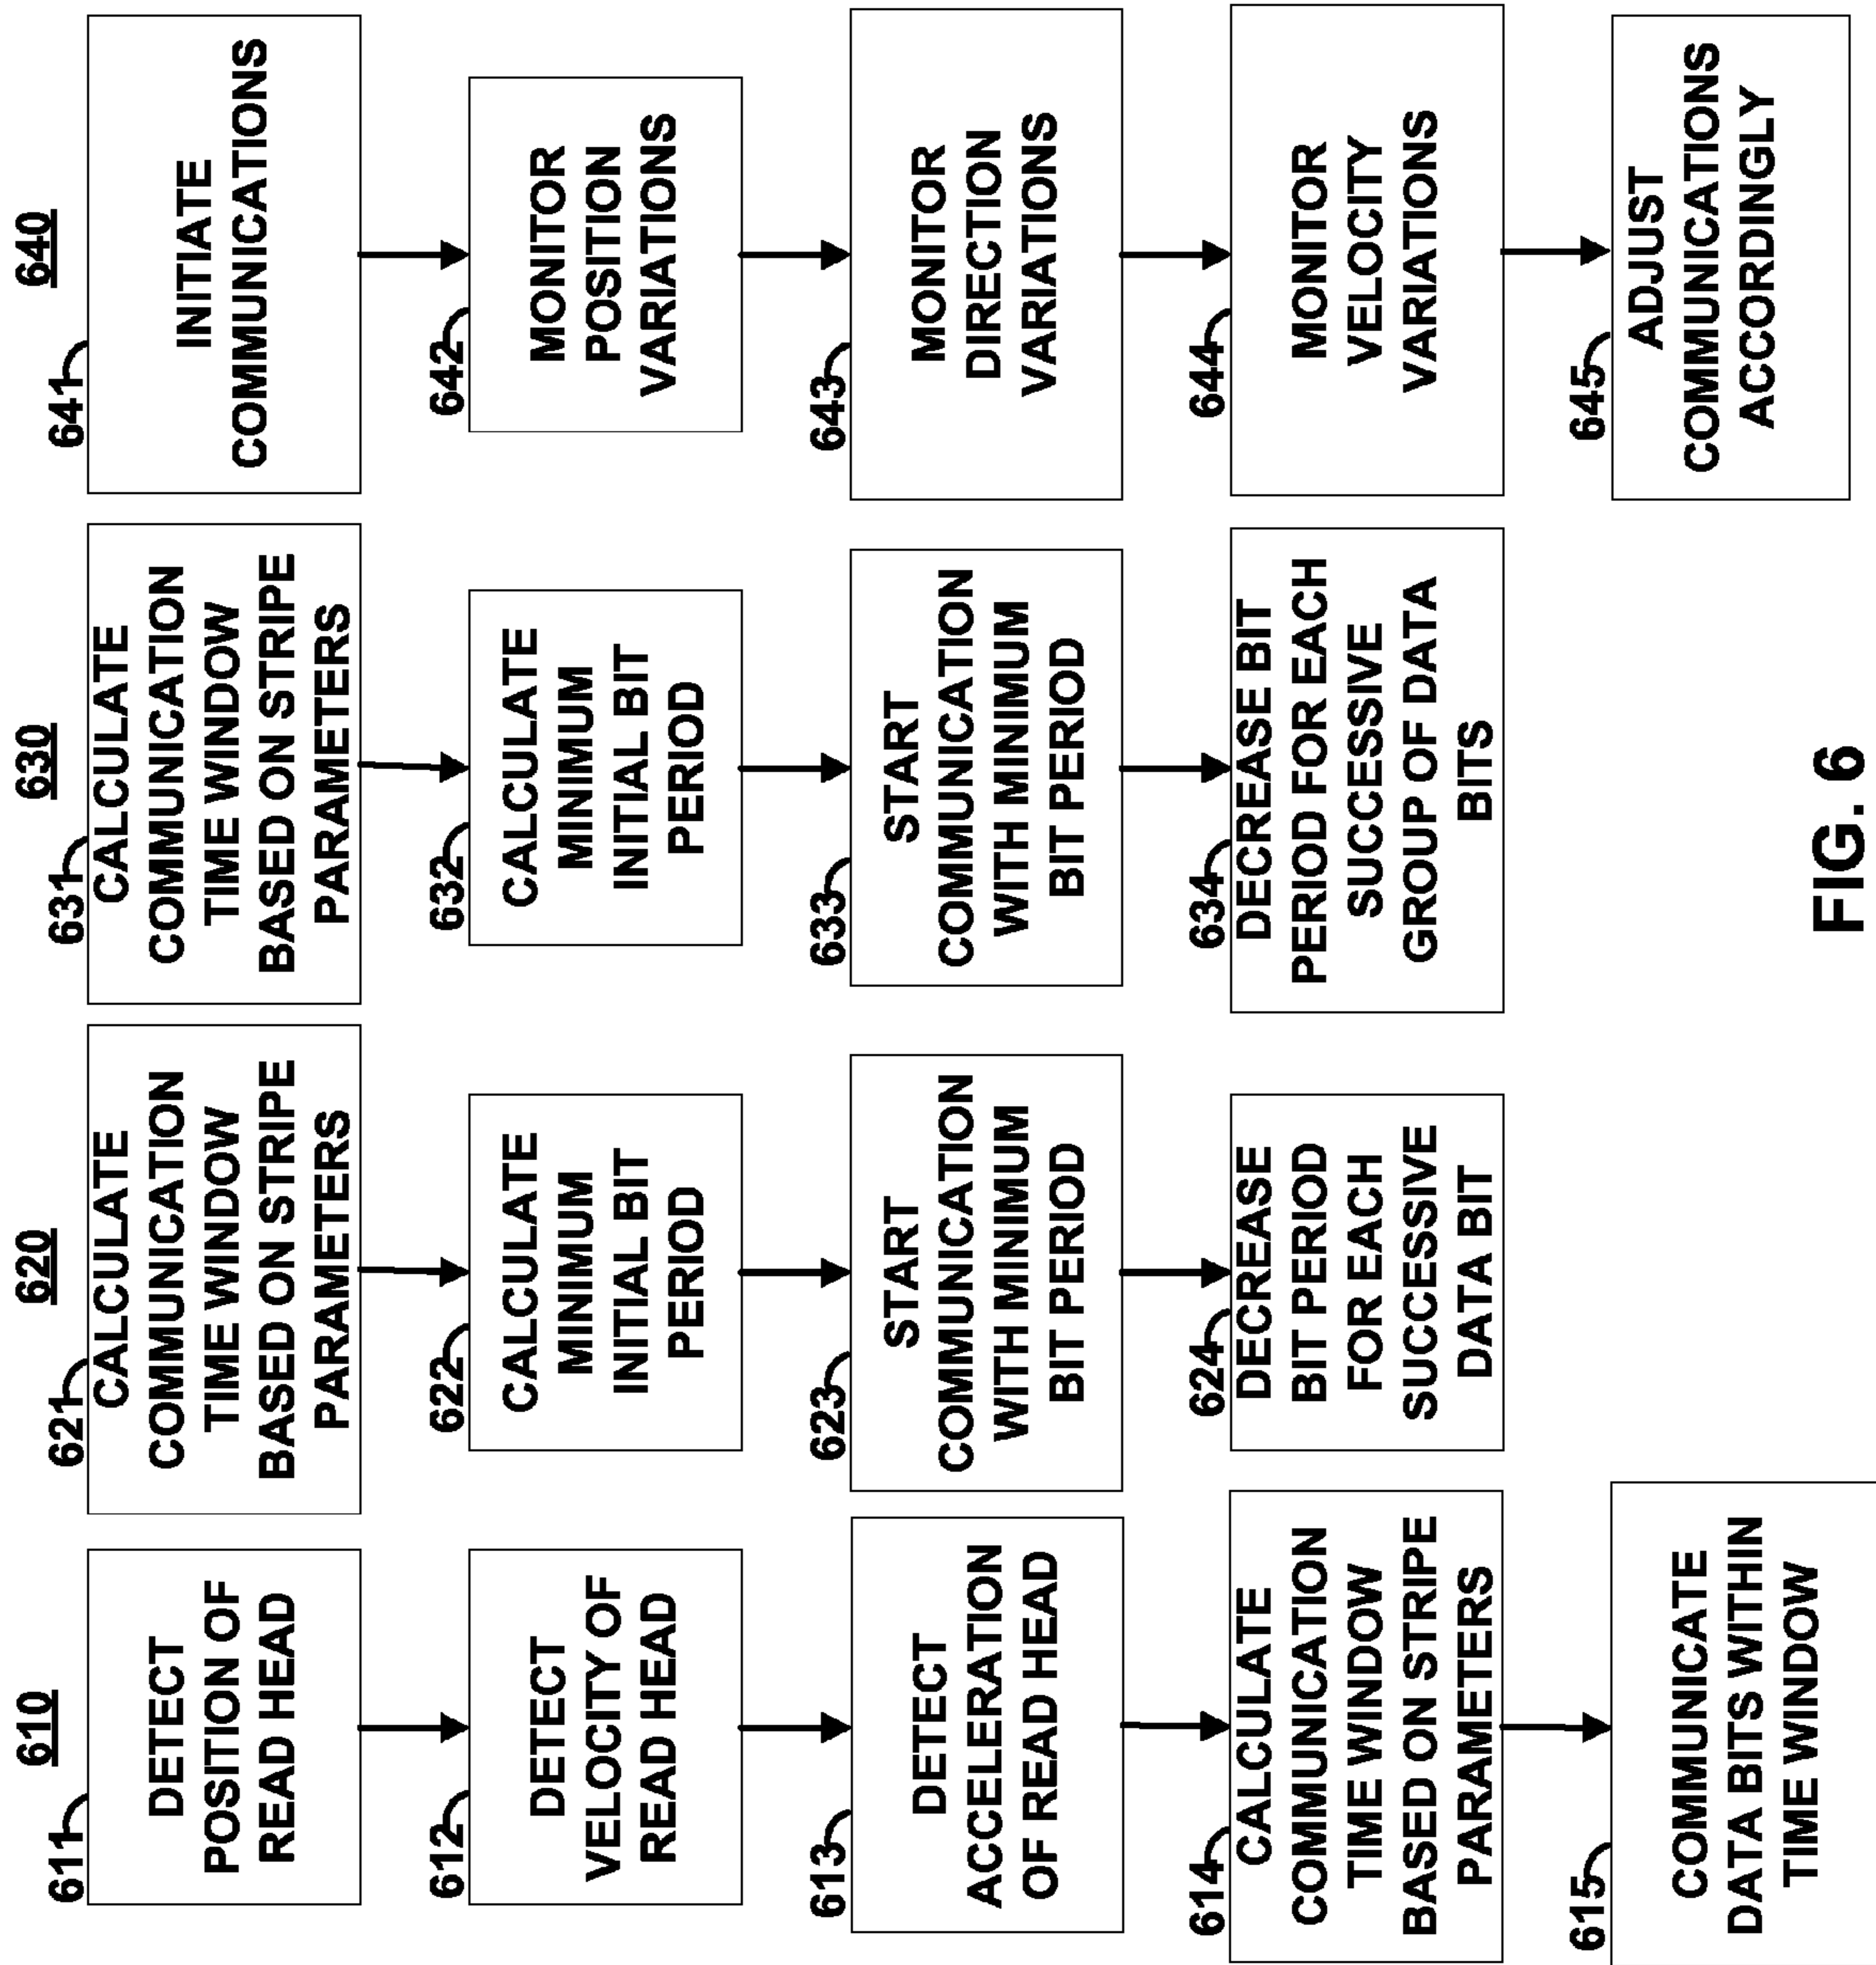 610
611
DETECT
POSITION OF
READ HEAD
612
DETECT
VELOCITY OF
READ HEAD
613
DETECT
ACCELERATION
OF READ HEAD
614
CALCULATE
COMMUNICATION
TIME WINDOW
BASED ON STRIPE
PARAMETERS
615
COMMUNICATE
DATA BITS WITHIN
TIME WINDOW
620
621
CALCULATE
COMMUNICATION
TIME WINDOW
BASED ON STRIPE
PARAMETERS
622
CALCULATE
MINIMUM
INITIAL BIT
PERIOD
623
START
COMMUNICATION
WITH MINIMUM
BIT PERIOD
624
DECREASE
BIT PERIOD
FOR EACH
SUCCESSIVE
DATA BIT
630
631
CALCULATE
COMMUNICATION
TIME WINDOW
BASED ON STRIPE
PARAMETERS
632
CALCULATE
MINIMUM
INITIAL BIT
PERIOD
633
START
COMMUNICATION
WITH MINIMUM
BIT PERIOD
634
DECREASE BIT
PERIOD FOR EACH
SUCCESSIVE
GROUP OF DATA
BITS
640
641
INITIATE
COMMUNICATIONS
642
MONITOR
POSITION
VARIATIONS
643
MONITOR
DIRECTION
VARIATIONS
644
MONITOR
VELOCITY
VARIATIONS
645
ADJUST
COMMUNICATIONS
ACCORDINGLY
FIG. 6